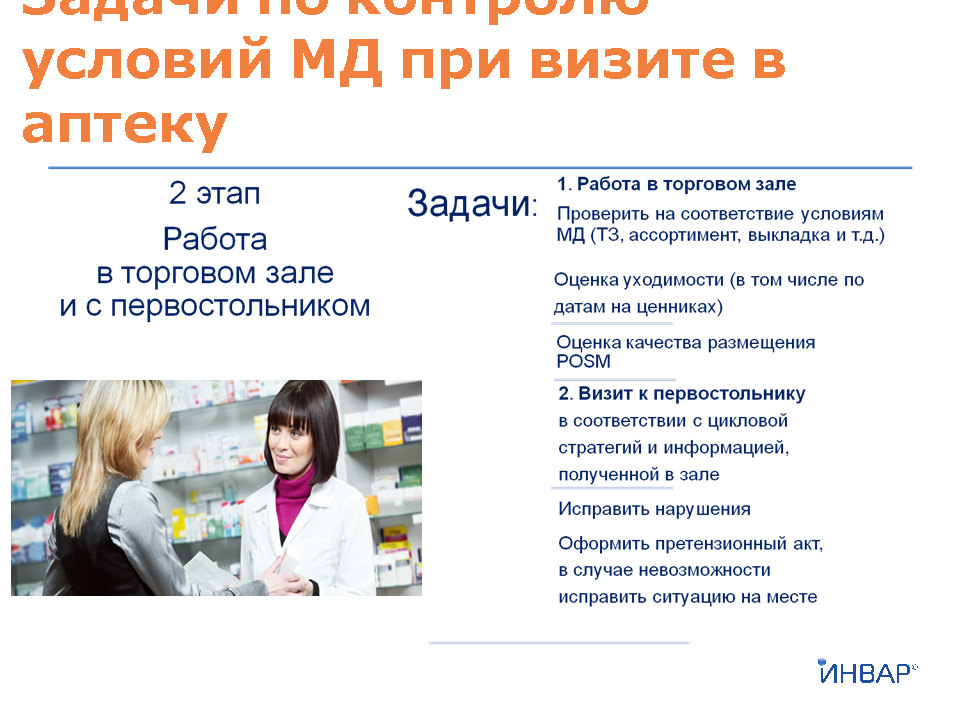 Задачи по контролю
условий МД при визите в
аптеку
2 этап
Работа
в торговом зале
и с первостольником
Задачи:
1. Работа в торговом зале
Проверить на соответствие условиям
МД (ТЗ, ассортимент, выкладка и т.д.)
Оценка уходимости (в том числе по
датам на ценниках)
Оценка качества размещения
POSM
2. Визит к первостольнику
в соответствии с цикловой
стратегий и информацией,
полученной в зале
Исправить нарушения
Оформить претензионный акт,
в случае невозможности
исправить ситуацию на месте
ИНВАР